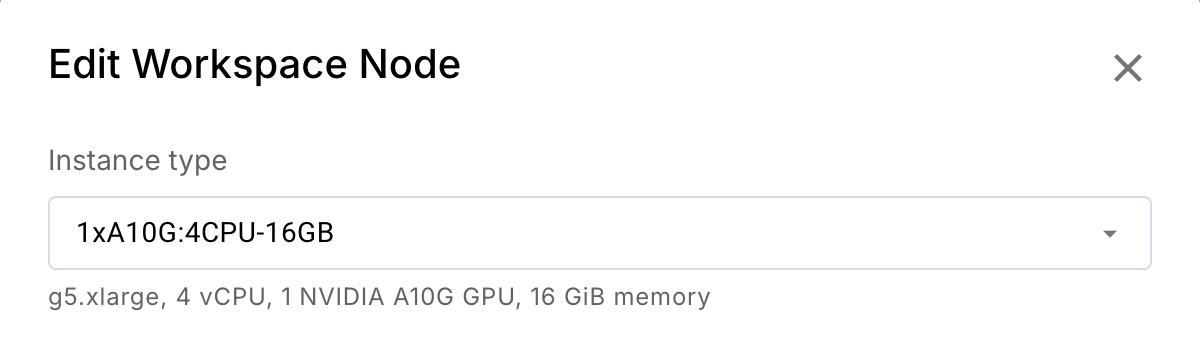 Edit Workspace Node
Instance type
1xA10G:4CPU-16GB
g5.xlarge, 4 vCPU, 1 NVIDIA A10G GPU, 16 GiB memory